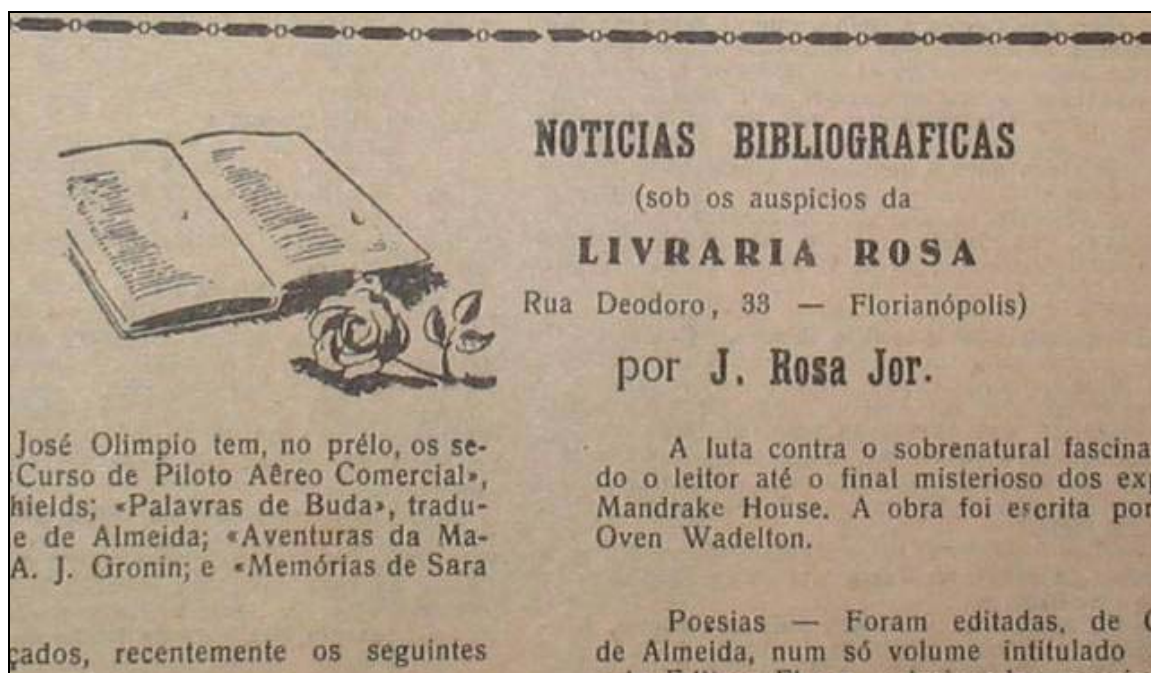 NOTICIAS BIBLIOGRAFICAS
(sob os auspicios da
LIVRARIA ROSA
Rua Deodoro, 33 — Florianópolis)
por J. Rosa Jor.
José Olimpio tem, no prélo, os se-
«Curso de Piloto Aêreo Comercial»,
hields; «Palavras de Buda», tradu-
e de Almeida; «Aventuras da Ma-
A. J. Gronin; e «Memórias de Sara
çados, recentemente os seguintes
A luta contra o sobrenatural fascina
do o leitor até o final misterioso dos exp
Mandrake House. A obra foi escrita por
Oven Wadelton.
Poesias — Foram editadas, de
de Almeida, num só volume intitulado